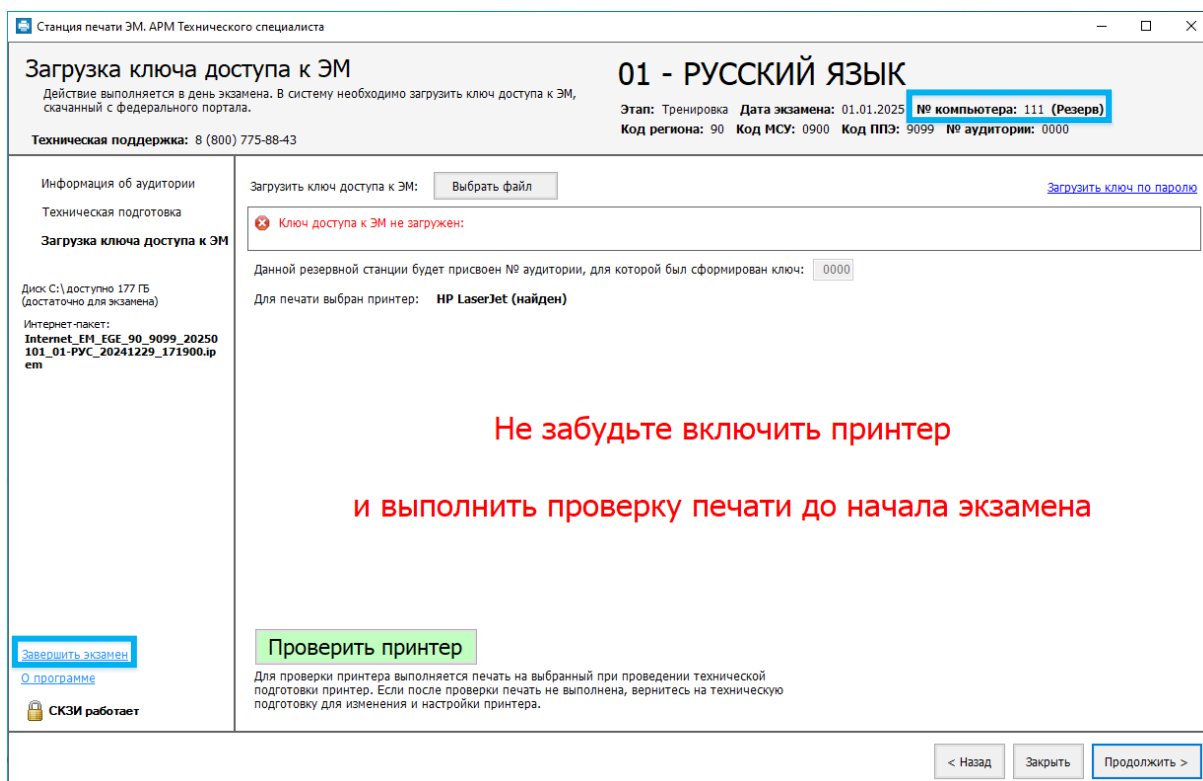 Станция печати ЭМ. АРМ Технического специалиста
Загрузка ключа доступа к ЭМ
Действие выполняется в день экзамена. В систему необходимо загрузить ключ доступа к ЭМ,
скачанный с федерального портала.
Техническая поддержка: 8 (800) 775-88-43
01 - РУССКИЙ ЯЗЫК
Этап: Тренировка Дата экзамена: 01.01.2025 № компьютера: 111 (Резерв)
Код региона: 90 Код МСУ: 0900 Код ППЭ: 9099 № аудитории: 0000
Информация об аудитории
Техническая подготовка
Загрузка ключа доступа к ЭМ
Диск C:\ доступно 177 ГБ
(достаточно для экзамена)
Интернет-пакет:
Internet_EM_EGE_90_9099_20250
101_01-РУС_20241229_171900.ip
em
Завершить экзамен
О программе
СКЗИ работает
Загрузить ключ доступа к ЭМ: Выбрать файл Загрузить ключ по паролю
Ключ доступа к ЭМ не загружен:
Данной резервной станции будет присвоен № аудитории, для которой был сформирован ключ: 0000
Для печати выбран принтер: HP LaserJet (найден)
Не забудьте включить принтер
и выполнить проверку печати до начала экзамена
Проверить принтер
Для проверки принтера выполняется печать на выбранный при проведении технической
подготовки принтер. Если после проверки печать не выполнена, вернитесь на техническую
подготовку для изменения и настройки принтера.
< Назад Закрыть Продолжить >